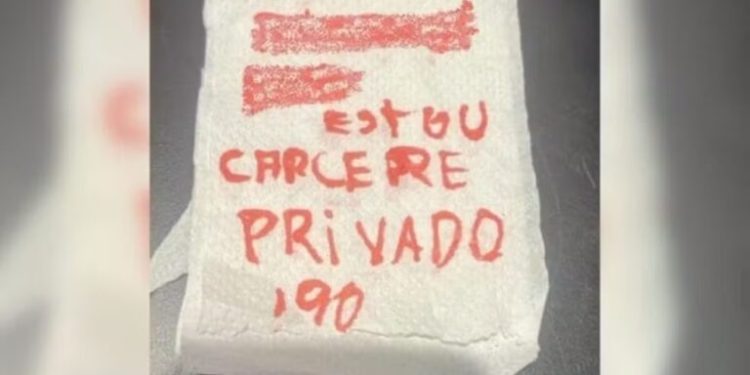 ESTOU
CARCERE
PRIVADO
190